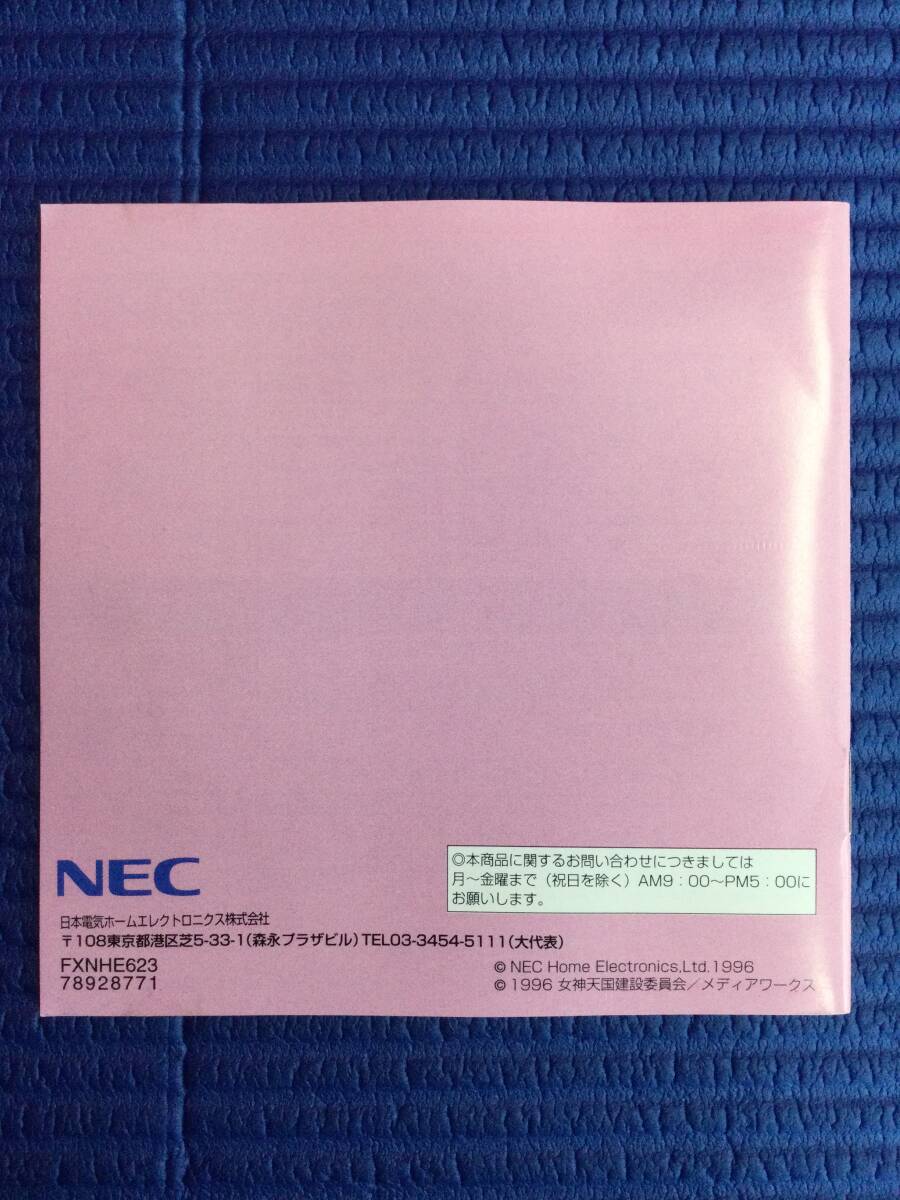 NEC
日本電気ホームエレクトロニクス株式会社
〒108東京都港区芝5-33-1(森永プラザビル)TEL03-3454-5111(大代表)
FXNHE623
78928771
◎本商品に関するお問い合わせにつきましては
月〜金曜まで(祝日を除く)AM9:00〜PM5:00に
お願いします。
© NEC Home Electronics,Ltd.1996
© 1996 女神天国建設委員会/メディアワークス